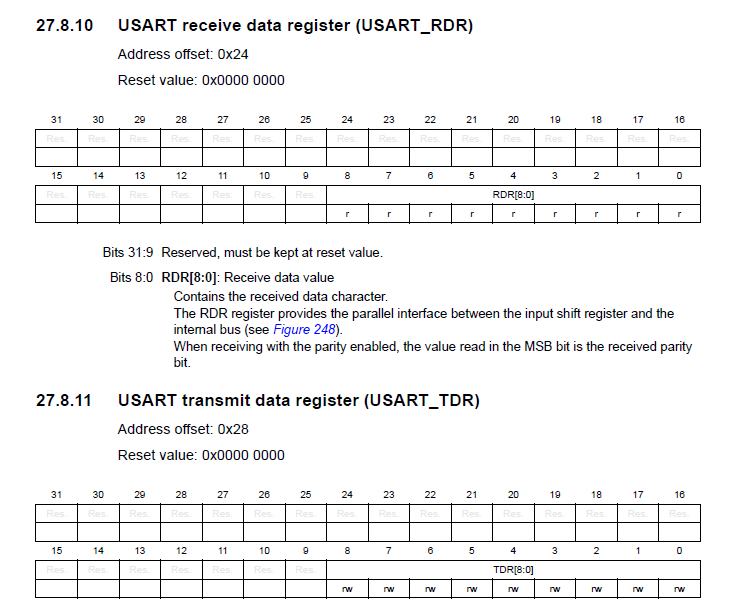 27.8.10 USART receive data register (USART_RDR)
Address offset: 0x24
Reset value: 0x0000 0000
31 30 29 28 27 26 25 24 23 22 21 20 19 18 17 16
Res. Res. Res. Res. Res. Res. Res. Res. Res. Res. Res. Res. Res. Res. Res. Res.
15 14 13 12 11 10 9 8 7 6 5 4 3 2 1 0
Res. Res. Res. Res. Res. Res. Res. RDR[8:0]
r r r r r r r r r
Bits 31:9 Reserved, must be kept at reset value.
Bits 8:0 RDR[8:0]: Receive data value
Contains the received data character.
The RDR register provides the parallel interface between the input shift register and the
internal bus (see Figure 248).
When receiving with the parity enabled, the value read in the MSB bit is the received parity
bit.
27.8.11 USART transmit data register (USART_TDR)
Address offset: 0x28
Reset value: 0x0000 0000
31 30 29 28 27 26 25 24 23 22 21 20 19 18 17 16
Res. Res. Res. Res. Res. Res. Res. Res. Res. Res. Res. Res. Res. Res. Res. Res.
15 14 13 12 11 10 9 8 7 6 5 4 3 2 1 0
Res. Res. Res. Res. Res. Res. Res. TDR[8:0]
rw rw rw rw rw rw rw rw rw